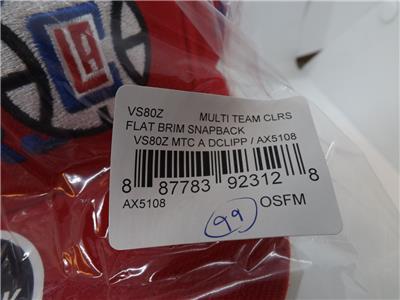 LA
VS80Z MULTI TEAM CLRS
FLAT BRIM SNAPBACK
VS80Z MTC A DCLIPP / AX5108
8 87783 92312 8
AX5108 OSFM
99